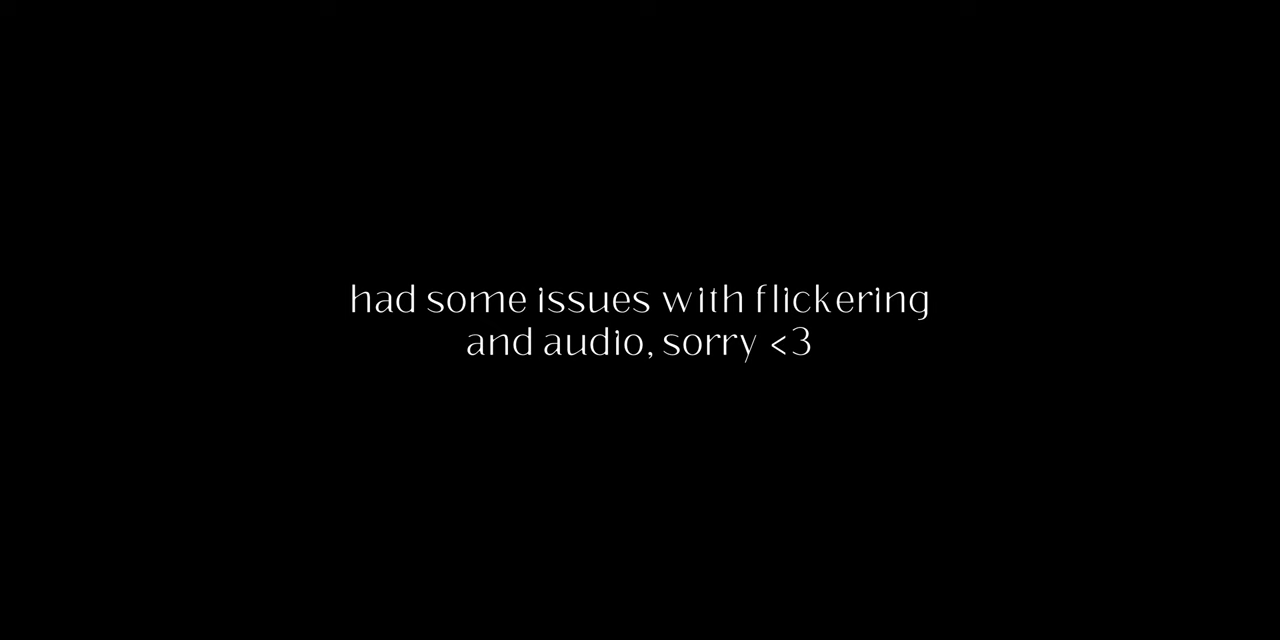 had some issues with flickering
and audio, sorry <3